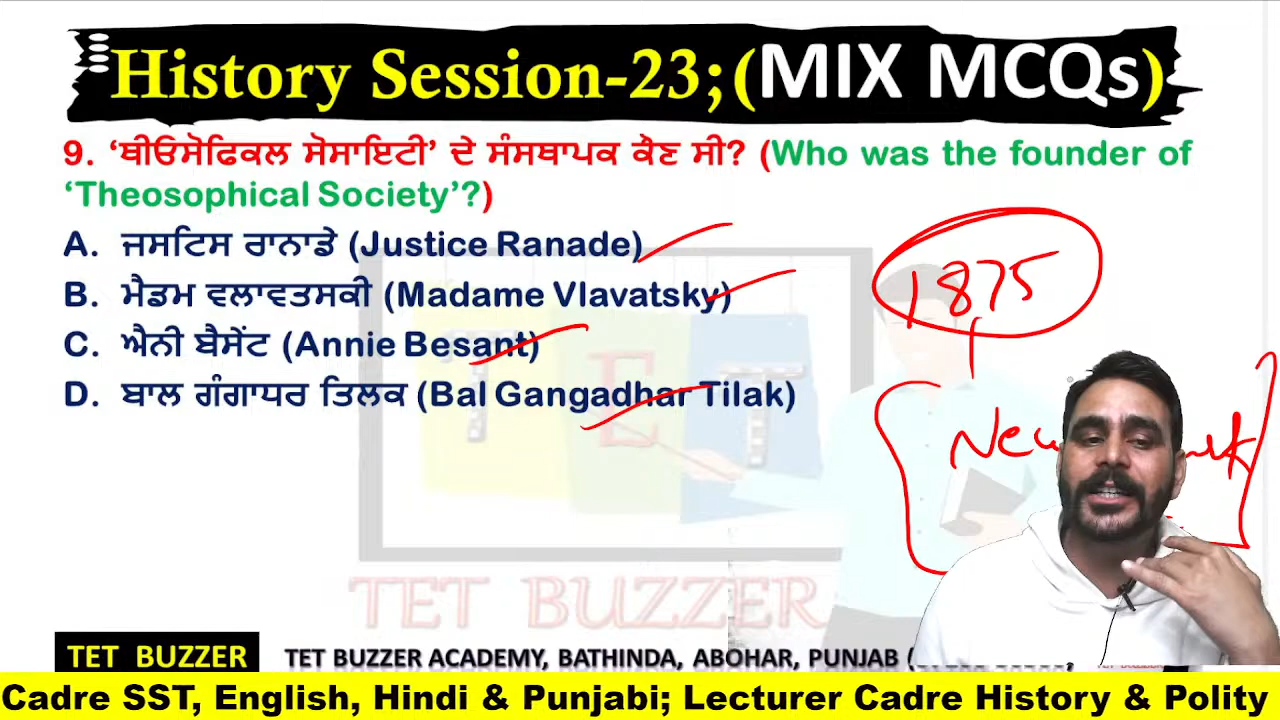 History Session-23;(MIX MCQs)
9. ‘ਥੀਓਸੋਫਿਕਲ ਸੋਸਾਇਟੀ’ ਦੇ ਸੰਸਥਾਪਕ ਕੌਣ ਸੀ? (Who was the founder of
‘Theosophical Society’?)
A. ਜਸਟਿਸ ਰਾਨਾਡੇ (Justice Ranade)
B. ਮੈਡਮ ਵਲਾਵਤਸਕੀ (Madame Vlavatsky)
C. ਐਨੀ ਬੈਸੇਂਟ (Annie Besant)
D. ਬਾਲ ਗੰਗਾਧਰ ਤਿਲਕ (Bal Gangadhar Tilak)
1875
TET
TET BUZZER
TET BUZZER
TET BUZZER ACADEMY, BATHINDA, ABOHAR, PUNJAB
Cadre SST, English, Hindi & Punjabi; Lecturer Cadre History & Polity